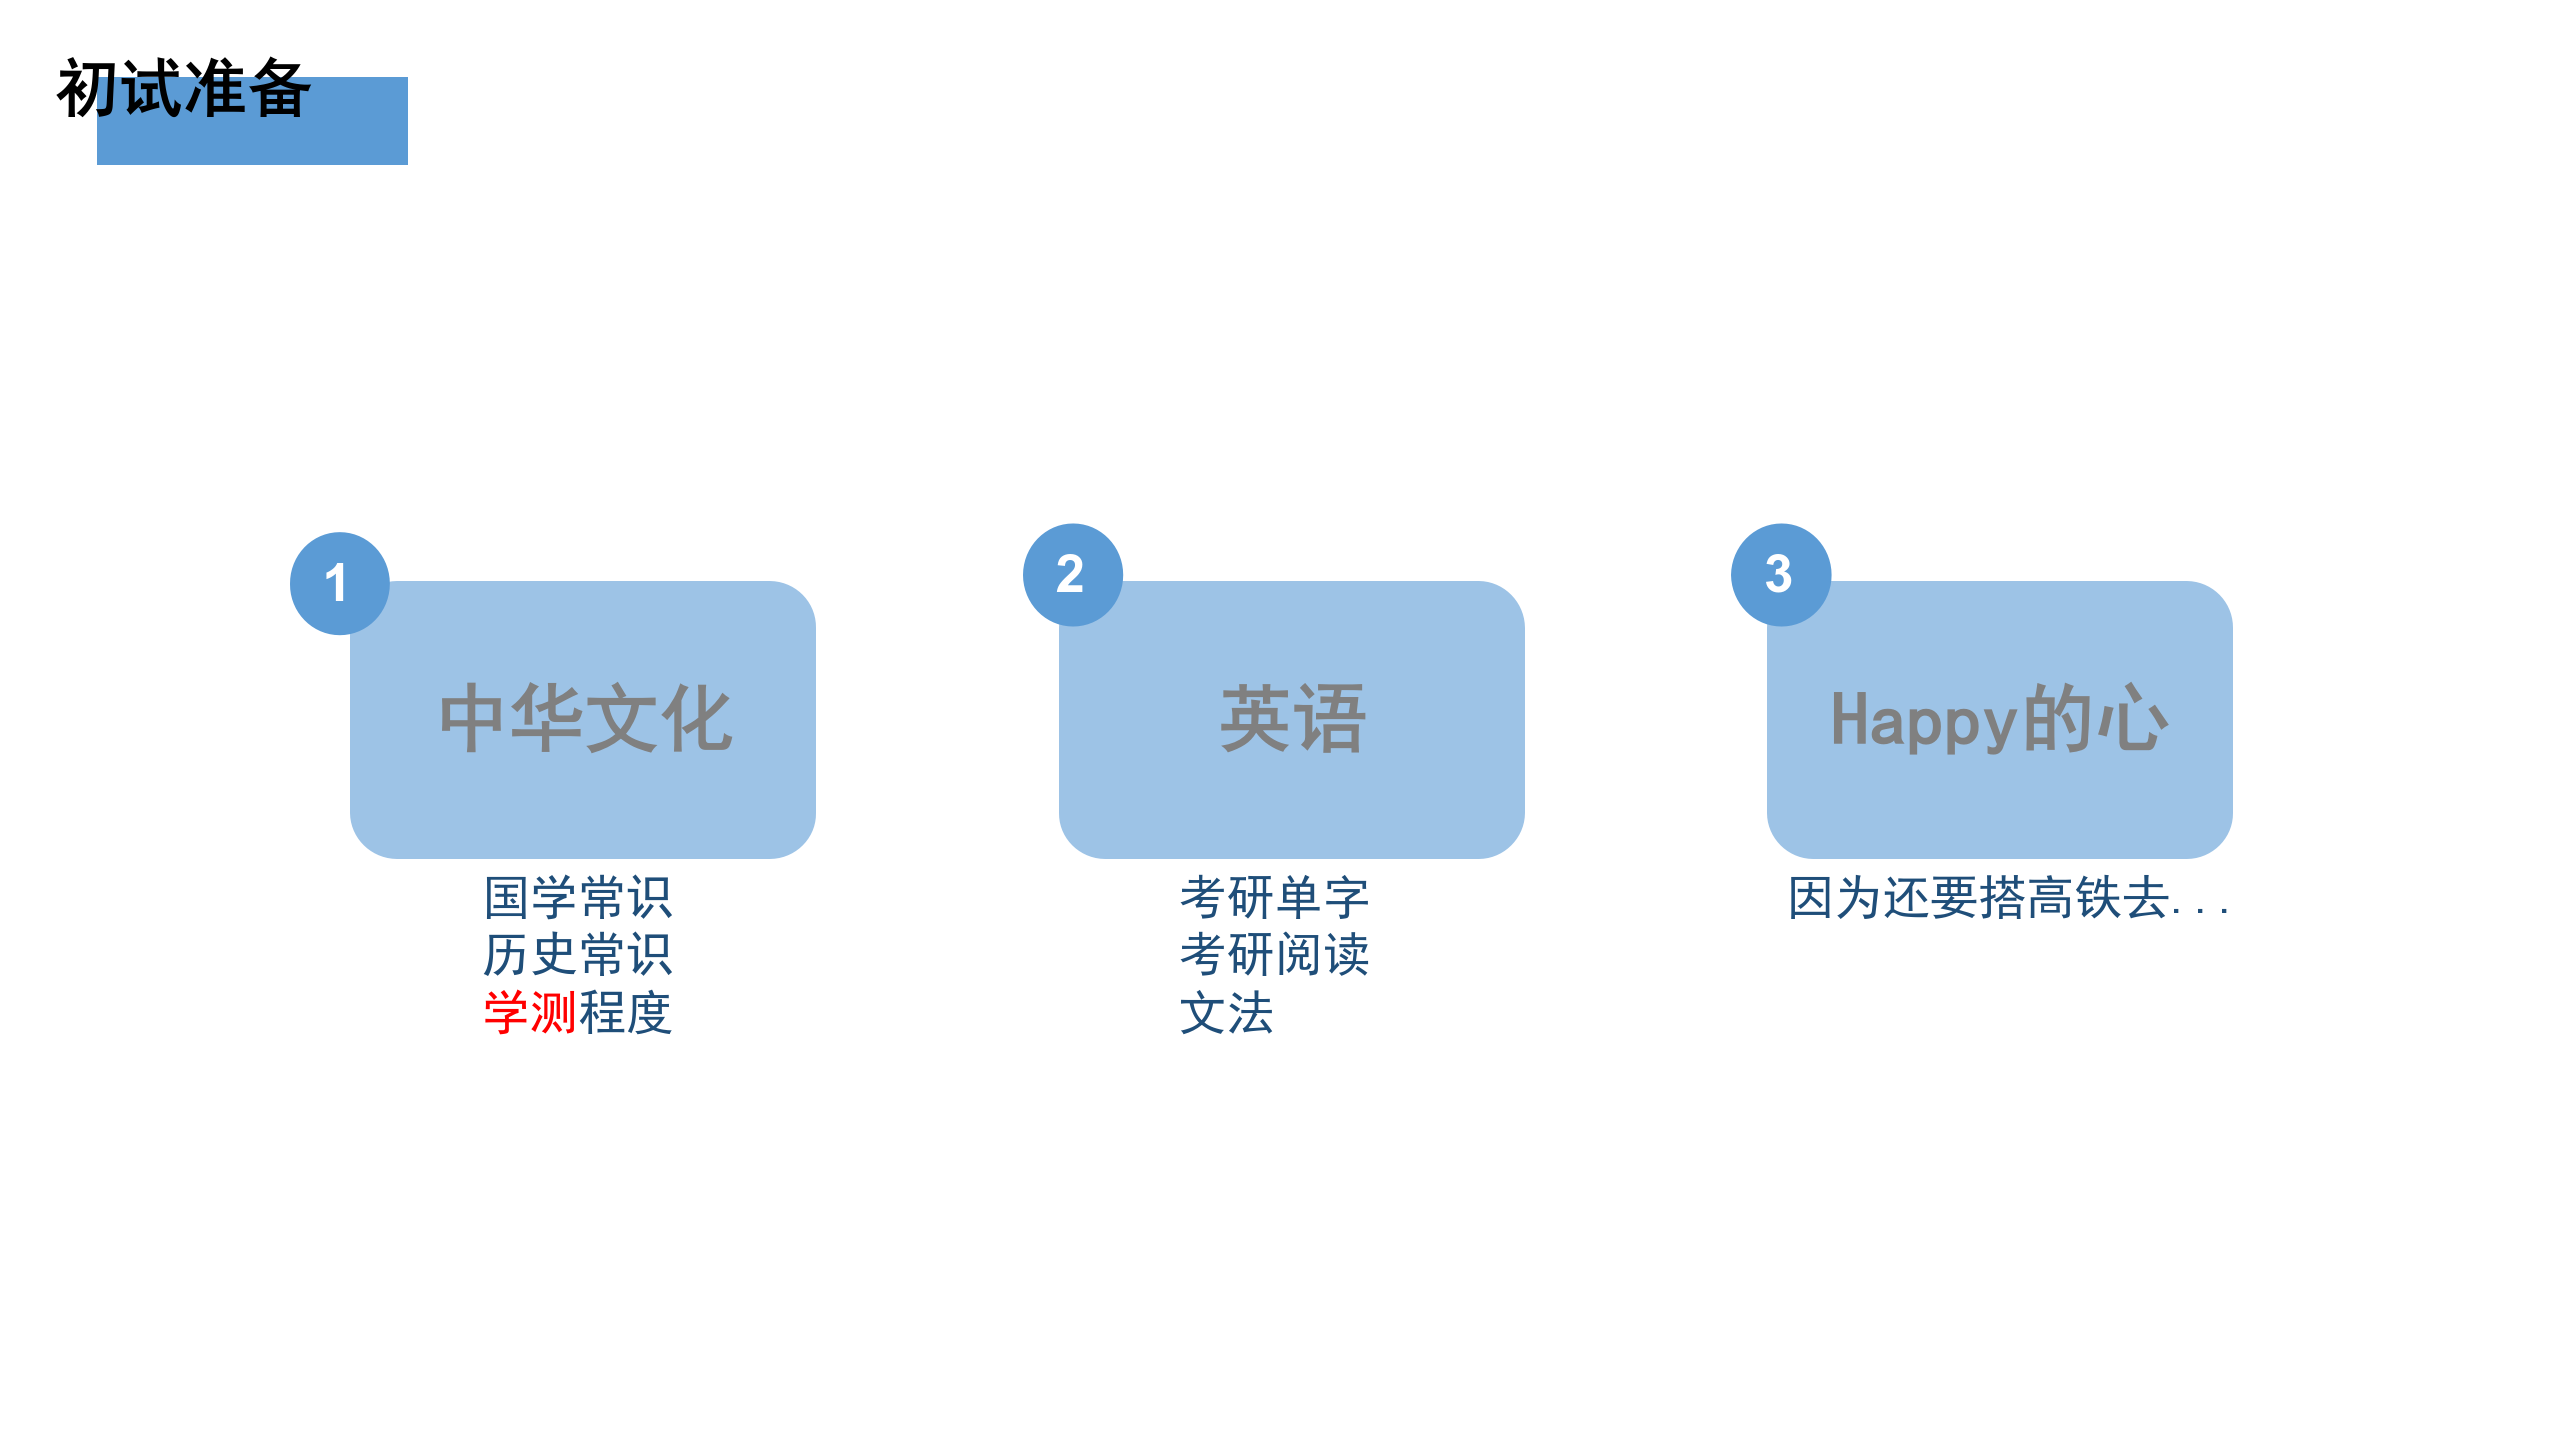 初试准备
1
中华文化
国学常识
历史常识
学测程度
2
英语
考研单字
考研阅读
文法
3
Happy的心
因为还要搭高铁去...